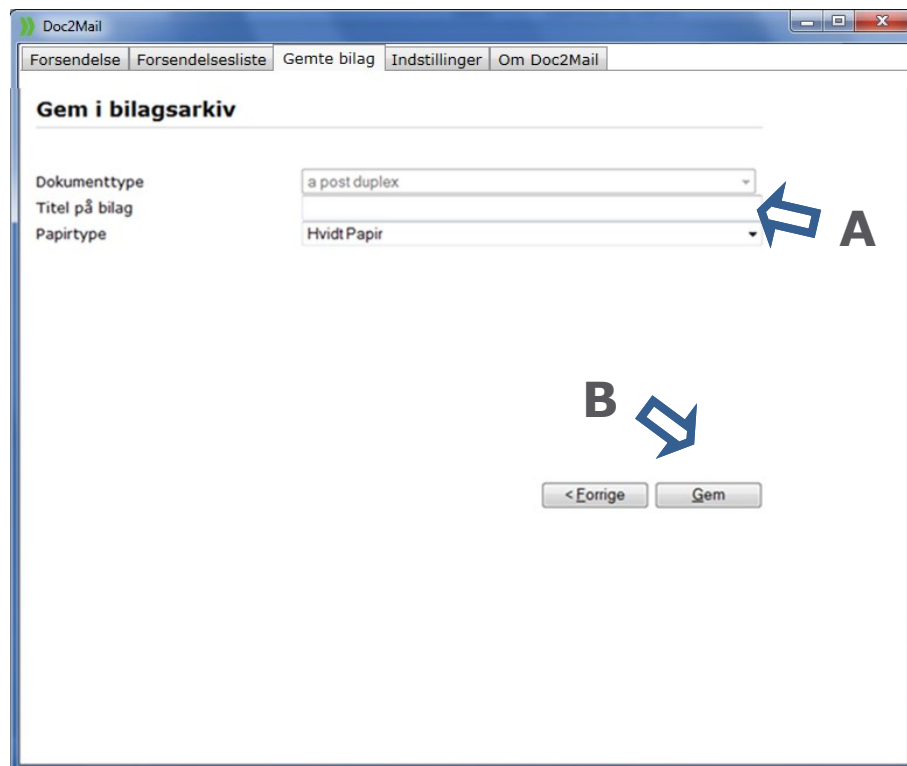 Doc2Mail
Forsendelse Forsendelsesliste Gemte bilag Indstillinger Om Doc2Mail
Gem i bilagsarkiv
Dokumenttype a post duplex
Titel på bilag
A
Papirtype Hvidt Papir
B
< Forrige Gem